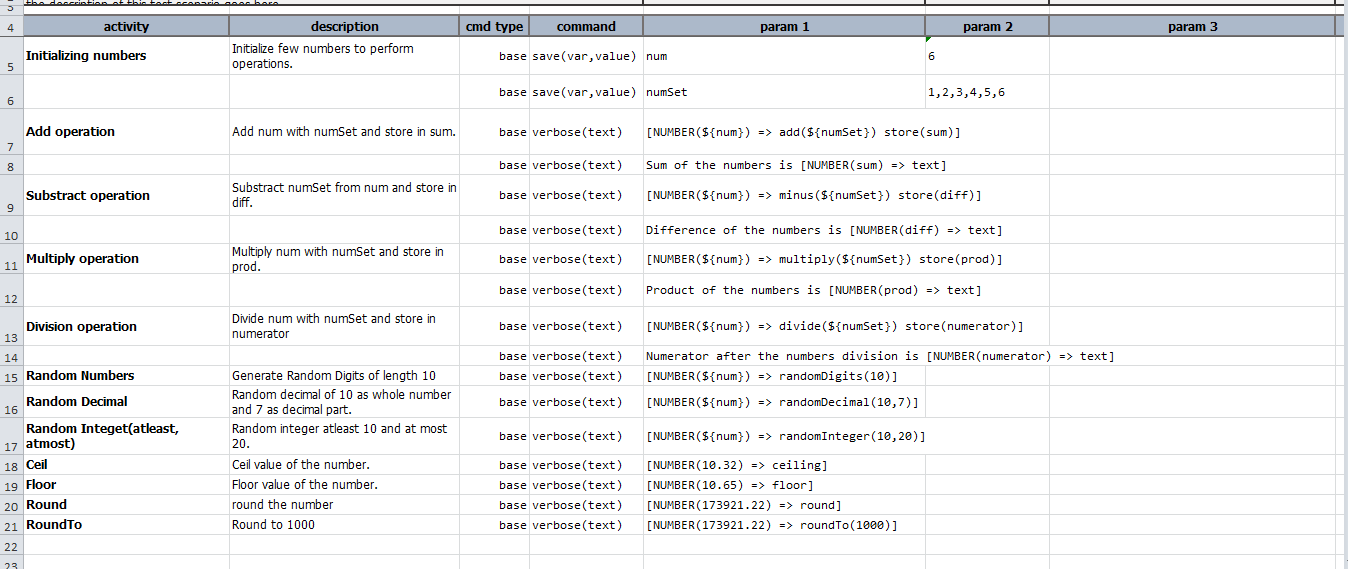 the description of this test scenario goes here
3
4 activity description cmd type command param 1 param 2 param 3
5 Initializing numbers Initialize few numbers to perform operations. base save(var,value) num 6
6 base save(var,value) numSet 1,2,3,4,5,6
7 Add operation Add num with numSet and store in sum. base verbose(text) [NUMBER(${num}) => add(${numSet}) store(sum)]
8 base verbose(text) Sum of the numbers is [NUMBER(sum) => text]
9 Substract operation Substract numSet from num and store in diff. base verbose(text) [NUMBER(${num}) => minus(${numSet}) store(diff)]
10 base verbose(text) Difference of the numbers is [NUMBER(diff) => text]
11 Multiply operation Multiply num with numSet and store in prod. base verbose(text) [NUMBER(${num}) => multiply(${numSet}) store(prod)]
12 base verbose(text) Product of the numbers is [NUMBER(prod) => text]
13 Division operation Divide num with numSet and store in numerator base verbose(text) [NUMBER(${num}) => divide(${numSet}) store(numerator)]
14 base verbose(text) Numerator after the numbers division is [NUMBER(numerator) => text]
15 Random Numbers Generate Random Digits of length 10 base verbose(text) [NUMBER(${num}) => randomDigits(10)]
16 Random Decimal Random decimal of 10 as whole number and 7 as decimal part. base verbose(text) [NUMBER(${num}) => randomDecimal(10,7)]
17 Random Integet(atleast, atmost) Random integer atleast 10 and at most 20. base verbose(text) [NUMBER(${num}) => randomInteger(10,20)]
18 Ceil Ceil value of the number. base verbose(text) [NUMBER(10.32) => ceiling]
19 Floor Floor value of the number. base verbose(text) [NUMBER(10.65) => floor]
20 Round round the number base verbose(text) [NUMBER(173921.22) => round]
21 RoundTo Round to 1000 base verbose(text) [NUMBER(173921.22) => roundTo(1000)]
22
23